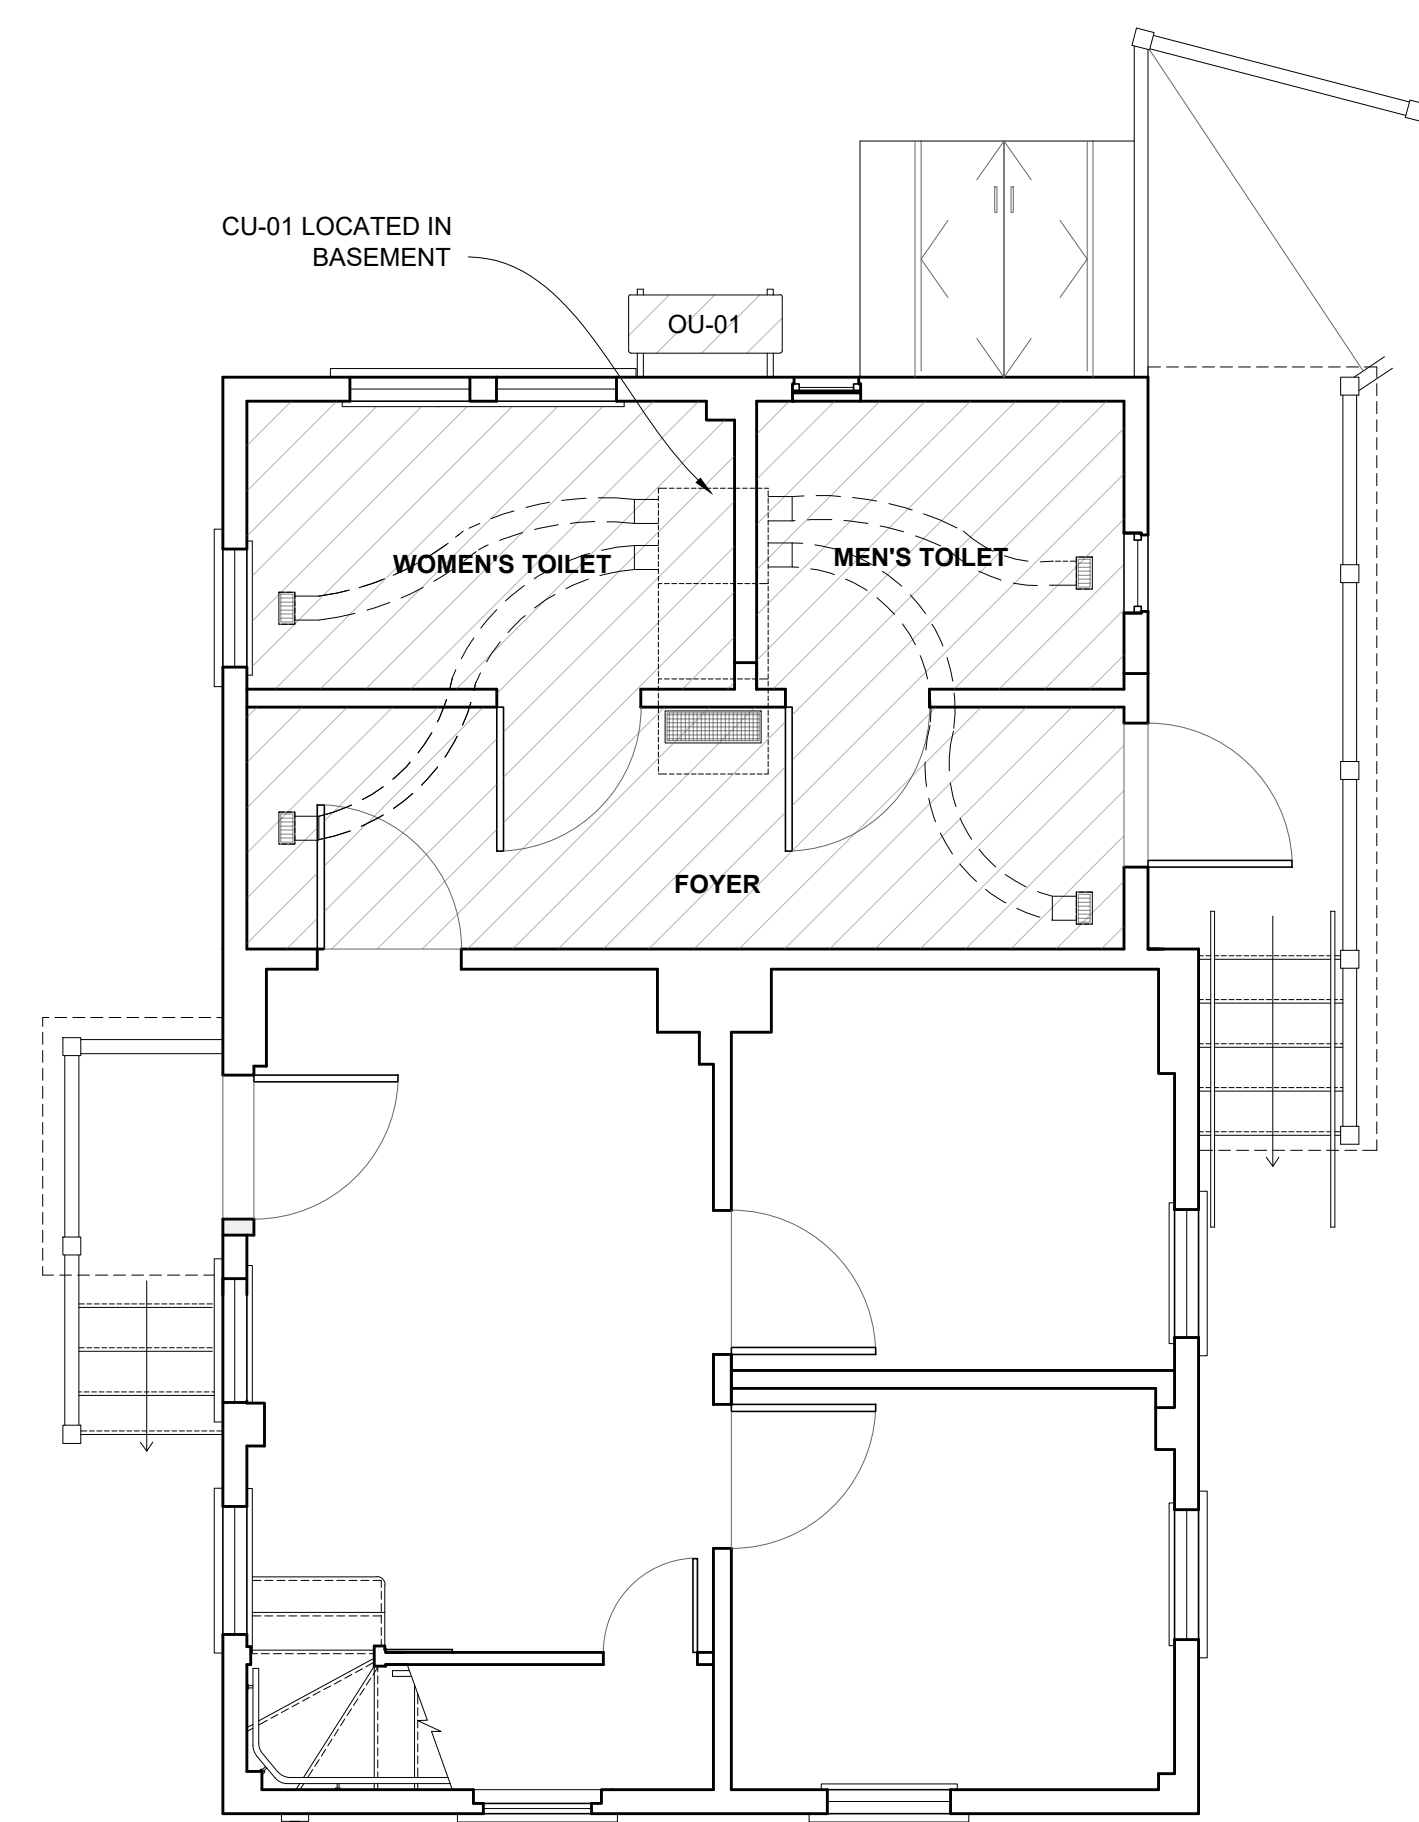 CU-01 LOCATED IN
BASEMENT
OU-01
WOMEN'S TOILET
MEN'S TOILET
FOYER